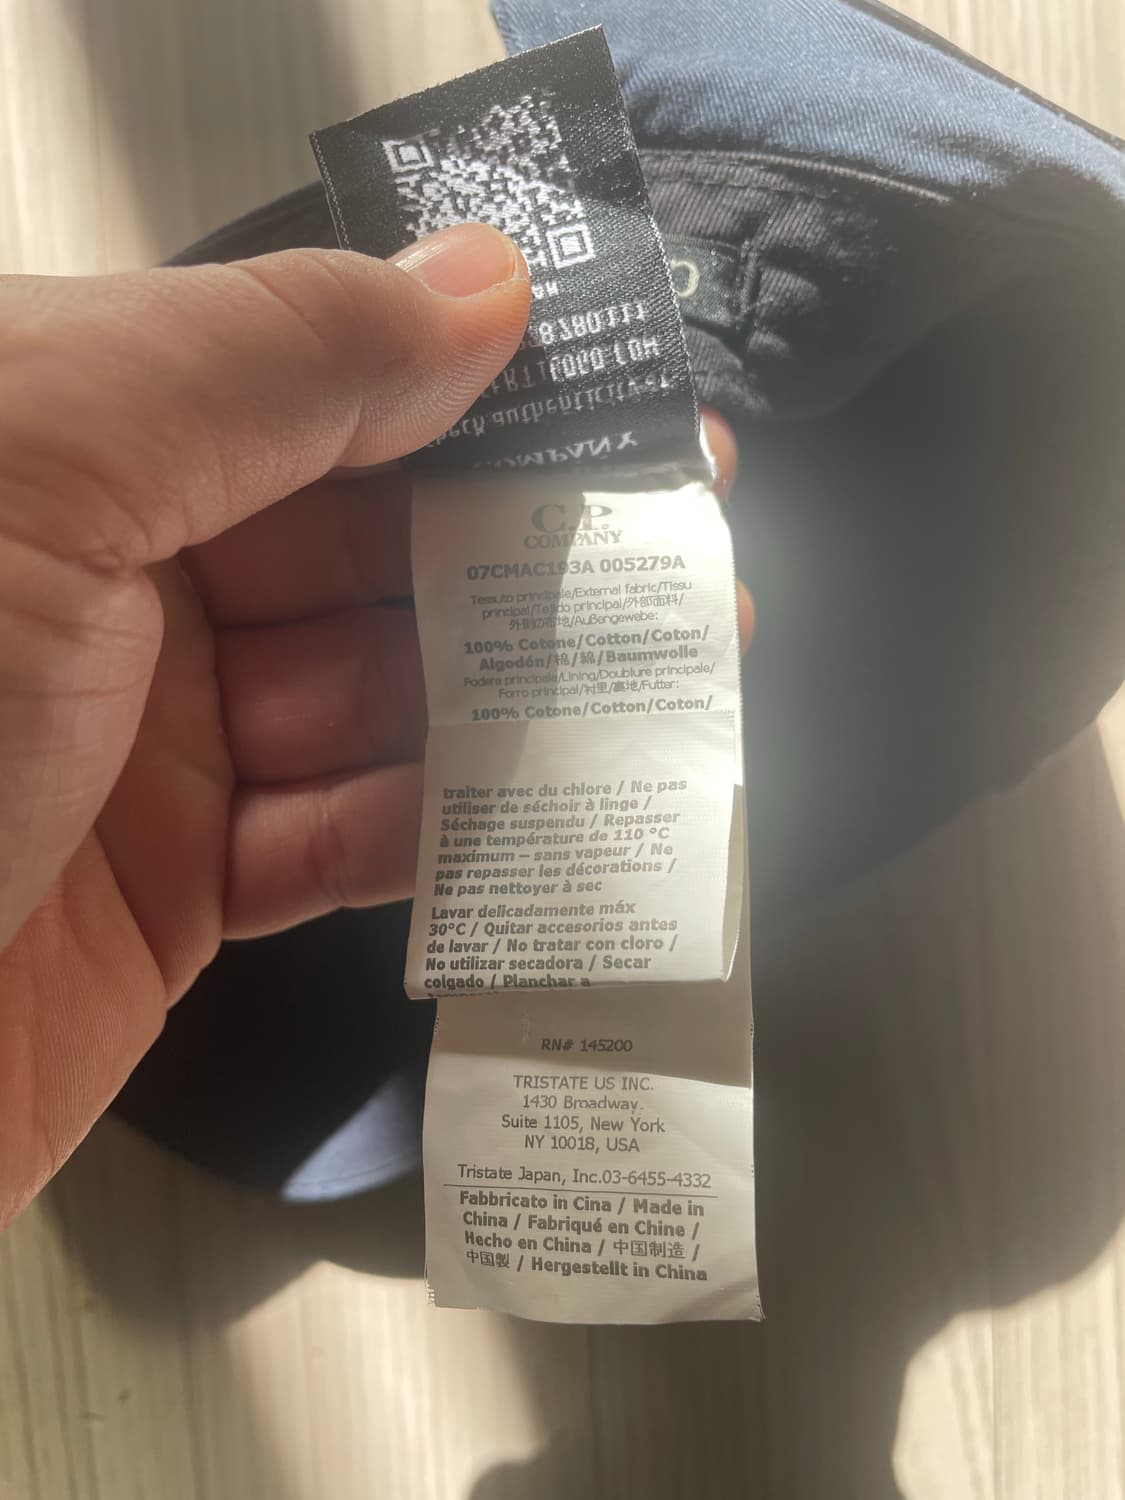 8780111
LOGO.COM
check authenticity at
COMPANY
C.P.
COMPANY
07CMAC193A 005279A
Tessuto principale/External fabric/Tissu
principal/Tejido principal/外部面料/
外側の布地/Außengewebe:
100% Cotone/Cotton/Coton/
Algodón/棉/綿/Baumwolle
Fodera principale/Lining/Doublure principale/
Forro principal/衬里/裏地/Futter:
100% Cotone/Cotton/Coton/
traiter avec du chlore / Ne pas
utiliser de séchoir à linge /
Séchage suspendu / Repasser
à une température de 110 °C
maximum – sans vapeur / Ne
pas repasser les décorations /
Ne pas nettoyer à sec
Lavar delicadamente máx
30°C / Quitar accesorios antes
de lavar / No tratar con cloro /
No utilizar secadora / Secar
colgado / Planchar a
RN# 145200
TRISTATE US INC.
1430 Broadway.
Suite 1105, New York
NY 10018, USA
Tristate Japan, Inc.03-6455-4332
Fabbricato in Cina / Made in
China / Fabriqué en Chine /
Hecho en China / 中国制造 /
中国製 / Hergestellt in China